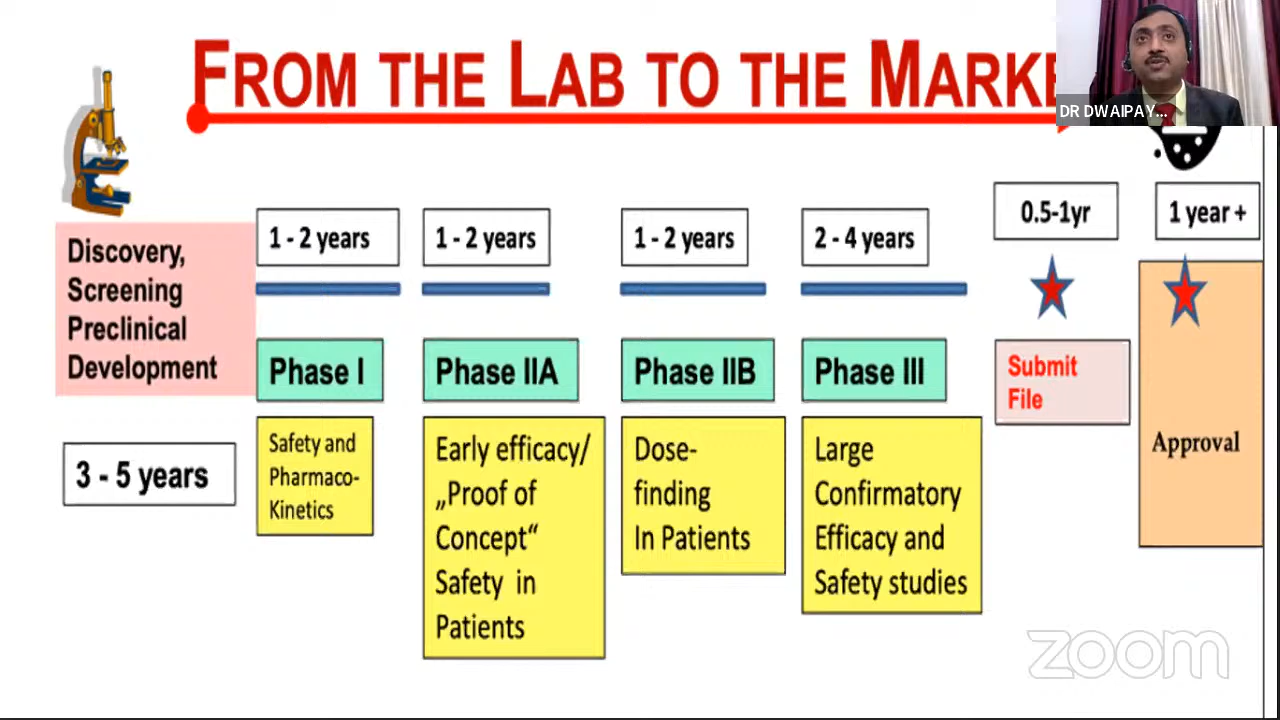 FROM THE LAB TO THE MARKE
DR DWAIPAY...
Discovery,
Screening
Preclinical
Development
3 - 5 years
1 - 2 years
Phase I
Safety and
Pharmaco-
Kinetics
1 - 2 years
Phase IIA
Early efficacy/
„Proof of
Concept“
Safety in
Patients
1 - 2 years
Phase IIB
Dose-
finding
In Patients
2 - 4 years
Phase III
Large
Confirmatory
Efficacy and
Safety studies
0.5-1yr
Submit
File
1 year +
Approval
zoom